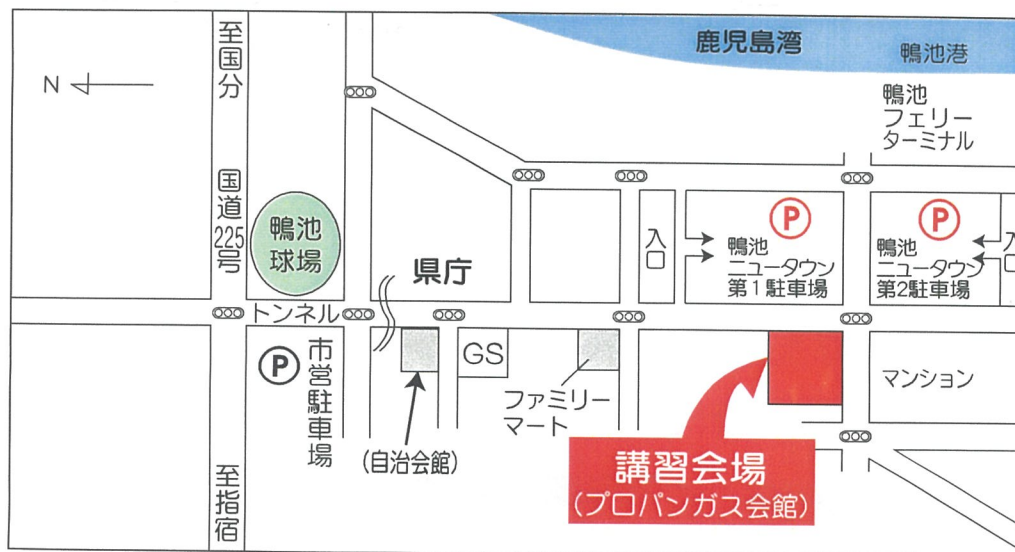 鹿児島湾
鴨池港
N
至国分
鴨池
フェリー
ターミナル
国道
225号
鴨池
球場
県庁
入口
P
鴨池
ニュータウン
第1駐車場
P
鴨池
ニュータウン
第2駐車場
入口
トンネル
P
市営駐車場
GS
ファミリー
マート
(自治会館)
マンション
講習会場
(プロパンガス会館)
至指宿